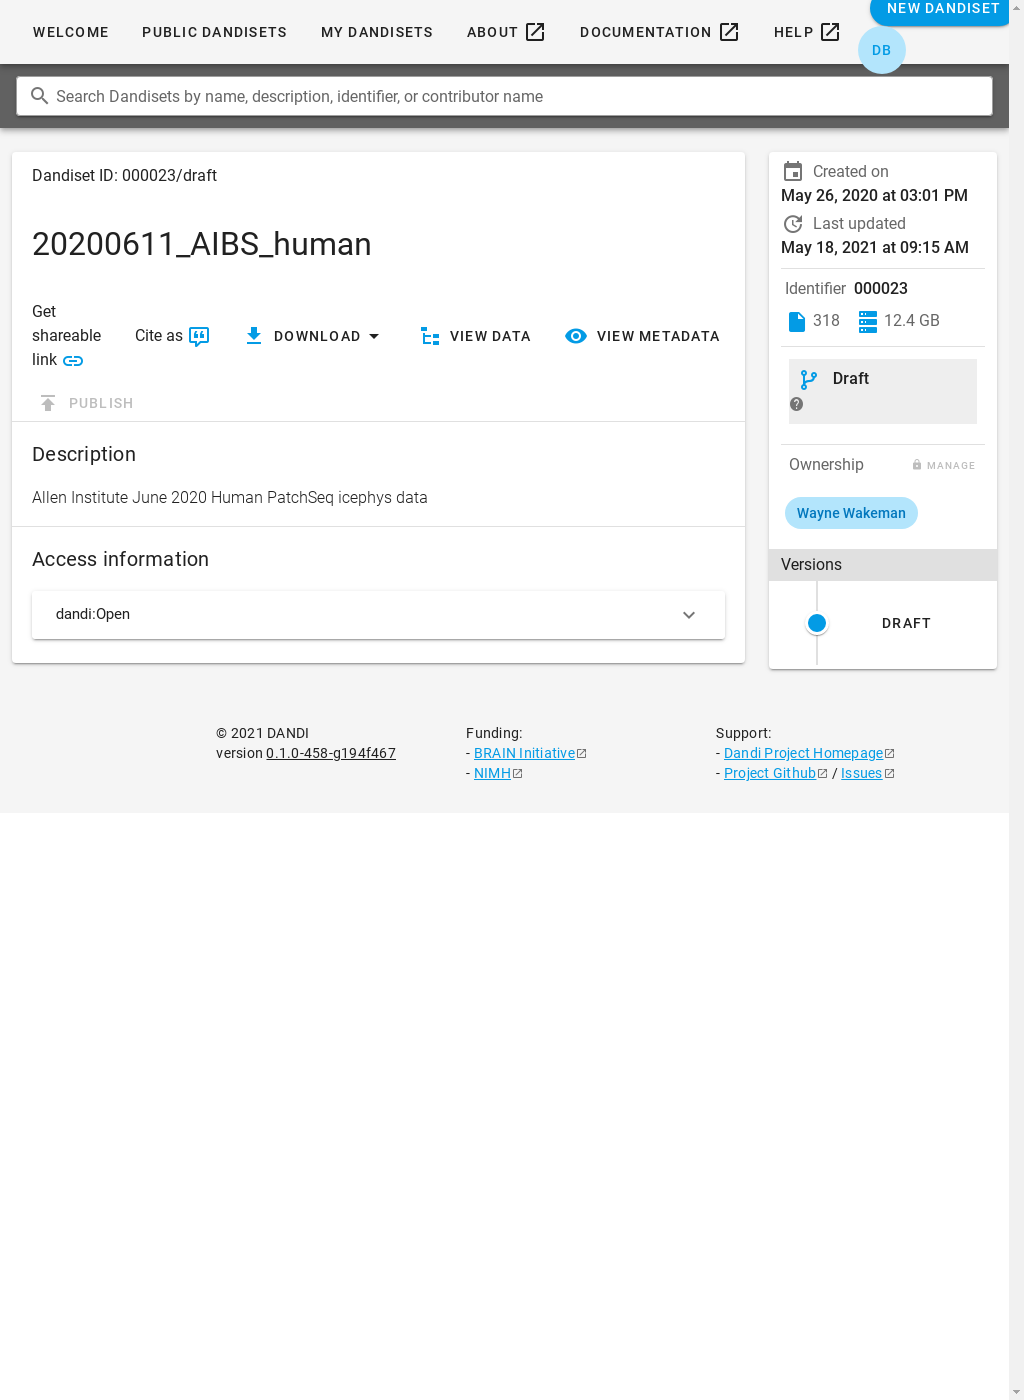 WELCOME PUBLIC DANDISETS MY DANDISETS ABOUT DOCUMENTATION HELP NEW DANDISET
DB
Search Dandisets by name, description, identifier, or contributor name
Dandiset ID: 000023/draft
20200611_AIBS_human
Get shareable link
Cite as
DOWNLOAD
VIEW DATA
VIEW METADATA
PUBLISH
Description
Allen Institute June 2020 Human PatchSeq icephys data
Access information
dandi:Open
Created on
May 26, 2020 at 03:01 PM
Last updated
May 18, 2021 at 09:15 AM
Identifier 000023
318 12.4 GB
Draft
Ownership MANAGE
Wayne Wakeman
Versions
DRAFT
© 2021 DANDI
version 0.1.0-458-g194f467
Funding:
- BRAIN Initiative
- NIMH
Support:
- Dandi Project Homepage
- Project Github / Issues